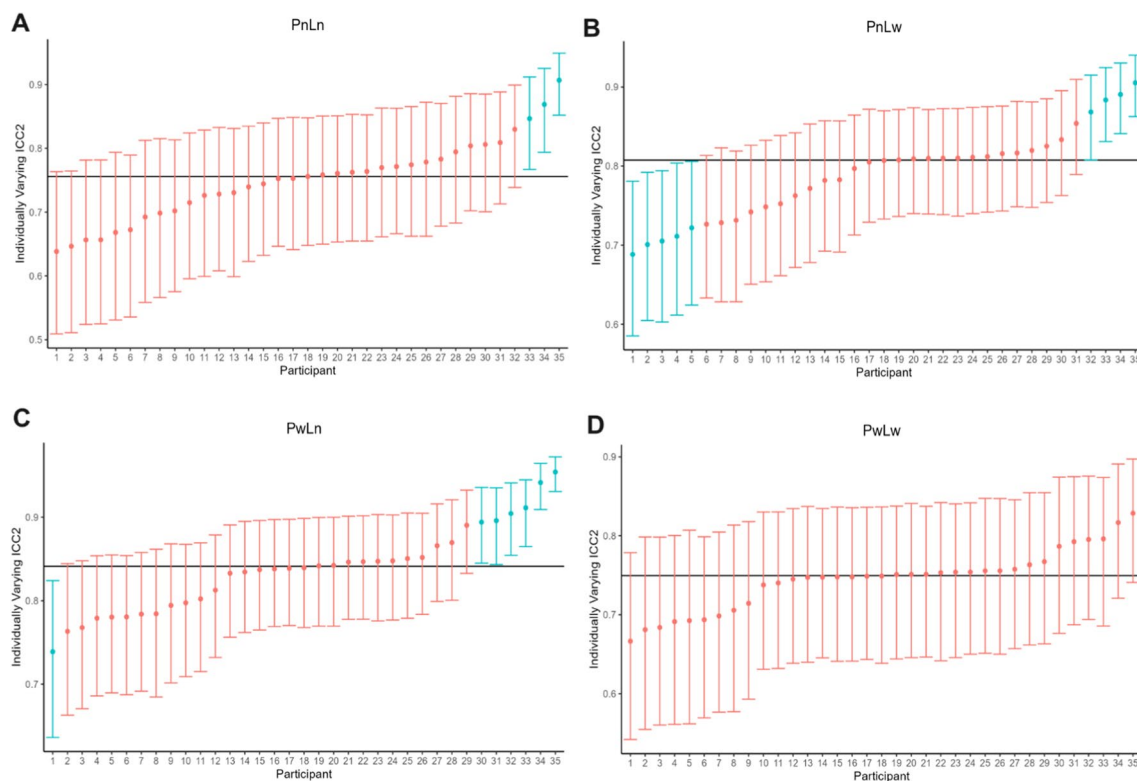 A
PnLn
Individually Varying ICC2
0.9
0.8
0.7
0.6
0.5
1 2 3 4 5 6 7 8 9 10 11 12 13 14 15 16 17 18 19 20 21 22 23 24 25 26 27 28 29 30 31 32 33 34 35
Participant
B
PnLw
Individually Varying ICC2
0.9
0.8
0.7
0.6
1 2 3 4 5 6 7 8 9 10 11 12 13 14 15 16 17 18 19 20 21 22 23 24 25 26 27 28 29 30 31 32 33 34 35
Participant
C
PwLn
Individually Varying ICC2
0.9
0.8
0.7
1 2 3 4 5 6 7 8 9 10 11 12 13 14 15 16 17 18 19 20 21 22 23 24 25 26 27 28 29 30 31 32 33 34 35
Participant
D
PwLw
Individually Varying ICC2
0.9
0.8
0.7
0.6
1 2 3 4 5 6 7 8 9 10 11 12 13 14 15 16 17 18 19 20 21 22 23 24 25 26 27 28 29 30 31 32 33 34 35
Participant